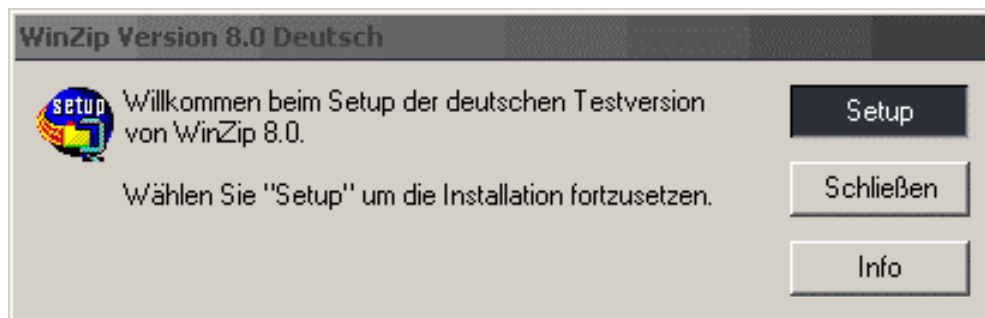 WinZip Version 8.0 Deutsch
setup
Willkommen beim Setup der deutschen Testversion
von WinZip 8.0.
Wählen Sie "Setup" um die Installation fortzusetzen.
Setup
Schließen
Info